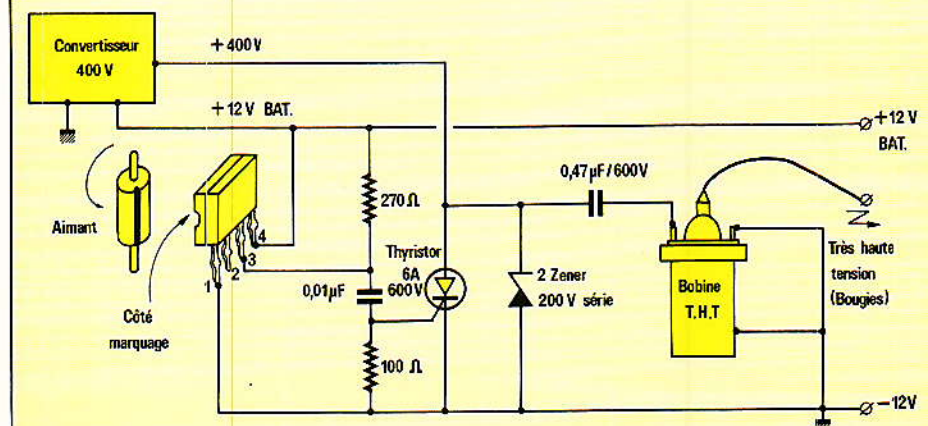 Convertisseur
400 V
+400V
+12 V BAT.
+12 V
BAT.
Aimant
Côté
marquage
1
2
3
4
270 Ω
0,01µF
100 Ω
Thyristor
6A
600V
2 Zener
200 V série
0,47µF/600V
Bobine
T.H.T
Très haute
tension
(Bougies)
−12V